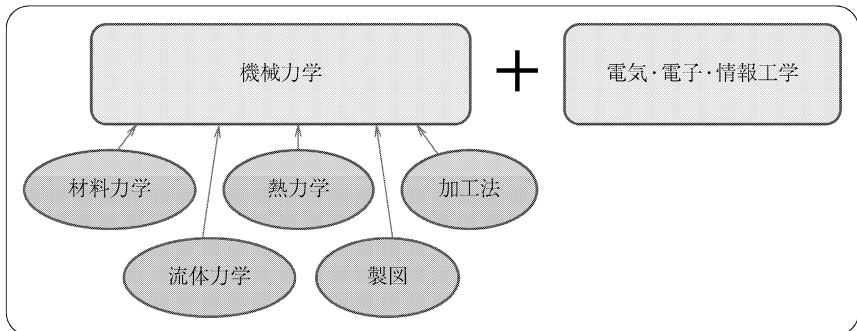 機械力学
+
電気・電子・情報工学
材料力学
熱力学
加工法
流体力学
製図